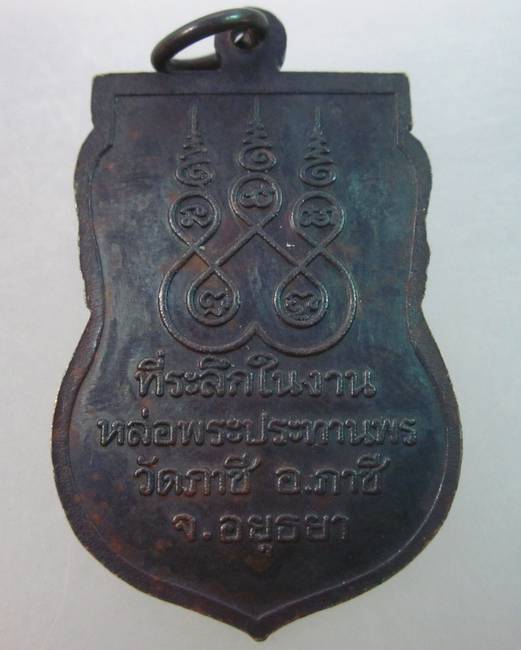 ที่ระลึกในงาน
หล่อพระประทานพร
วัดภาชี อ.ภาชี
จ.อยุธยา